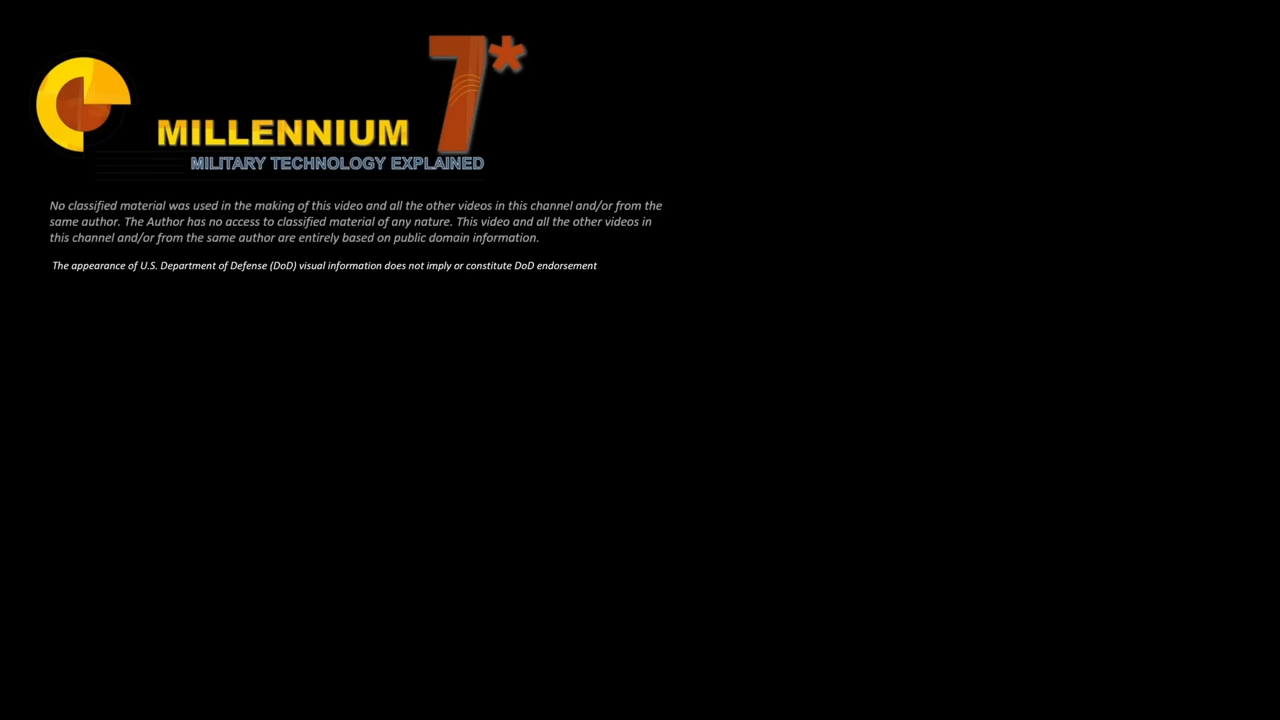 7*
MILLENNIUM
MILITARY TECHNOLOGY EXPLAINED
No classified material was used in the making of this video and all the other videos in this channel and/or from the
same author. The Author has no access to classified material of any nature. This video and all the other videos in
this channel and/or from the same author are entirely based on public domain information.
The appearance of U.S. Department of Defense (DoD) visual information does not imply or constitute DoD endorsement